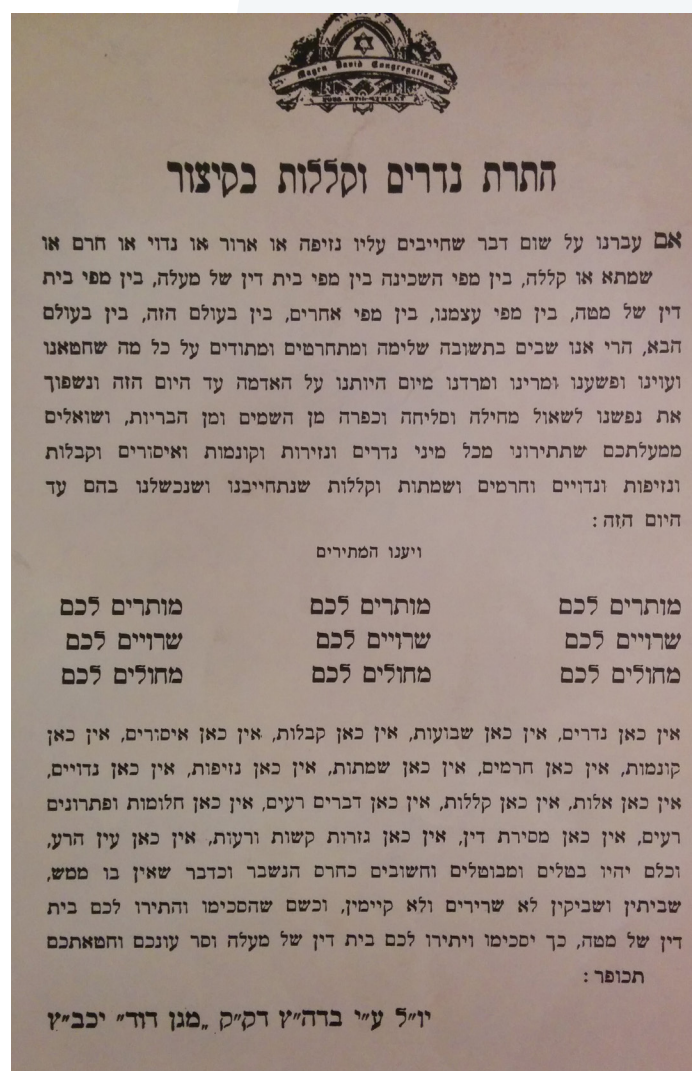 Magen David Congregation
התרת נדרים וקללות בקיצור
אם עברנו על שום דבר שחייבים עליו נזיפה או ארור או נדוי או חרם או
שמתא או קללה, בין מפי השכינה בין מפי בית דין של מעלה, בין מפי בית
דין של מטה, בין מפי עצמנו, בין מפי אחרים, בין בעולם הזה, בין בעולם
הבא, הרי אנו שבים בתשובה שלימה ומתחרטים ומתודים על כל מה שחטאנו
ועוינו ופשענו ומרינו ומרדנו מיום היותנו על האדמה עד היום הזה ונשפוך
את נפשנו לשאול מחילה וסליחה וכפרה מן השמים ומן הבריות, ושואלים
ממעלתכם שתתירונו מכל מיני נדרים ונזירות וקונמות ואיסורים וקבלות
ונזיפות ונדויים וחרמים ושמתות וקללות שנתחייבנו ושנכשלנו בהם עד
היום הזה:
ויענו המתירים
מותרים לכם מותרים לכם מותרים לכם
שרויים לכם שרויים לכם שרויים לכם
מחולים לכם מחולים לכם מחולים לכם
אין כאן נדרים, אין כאן שבועות, אין כאן קבלות, אין כאן איסורים, אין כאן
קונמות, אין כאן חרמים, אין כאן שמתות, אין כאן נזיפות, אין כאן נדויים,
אין כאן אלות, אין כאן קללות, אין כאן דברים רעים, אין כאן חלומות ופתרונים
רעים, אין כאן מסירת דין, אין כאן גזרות קשות ורעות, אין כאן עין הרע,
וכלם יהיו בטלים ומבוטלים וחשובים כחרס הנשבר וכדבר שאין בו ממש,
שביתין ושביקין לא שרירים ולא קיימין, וכשם שהסכימו והתירו לכם בית
דין של מטה, כך יסכימו ויתירו לכם בית דין של מעלה וסר עונכם וחטאתכם
תכופר:
יו״ל ע״י בדה״ץ דק״ק „מגן דוד״ יכב״ץ